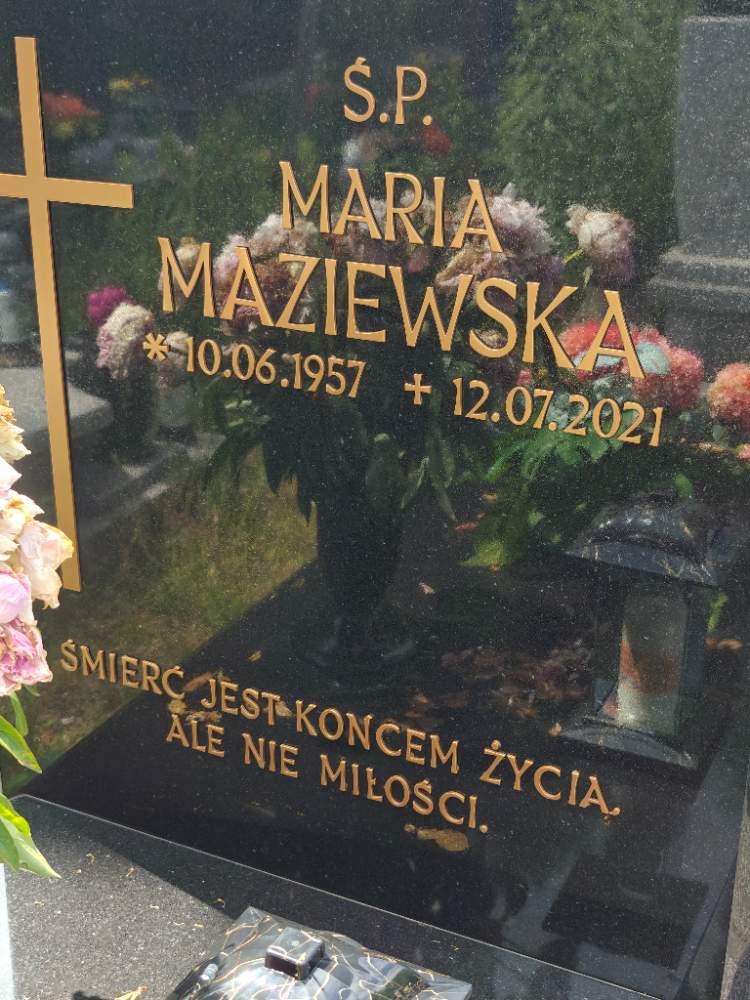 Ś.P.
MARIA
MAZIEWSKA
* 10.06.1957 + 12.07.2021
ŚMIERĆ JEST KOŃCEM ŻYCIA,
ALE NIE MIŁOŚCI.